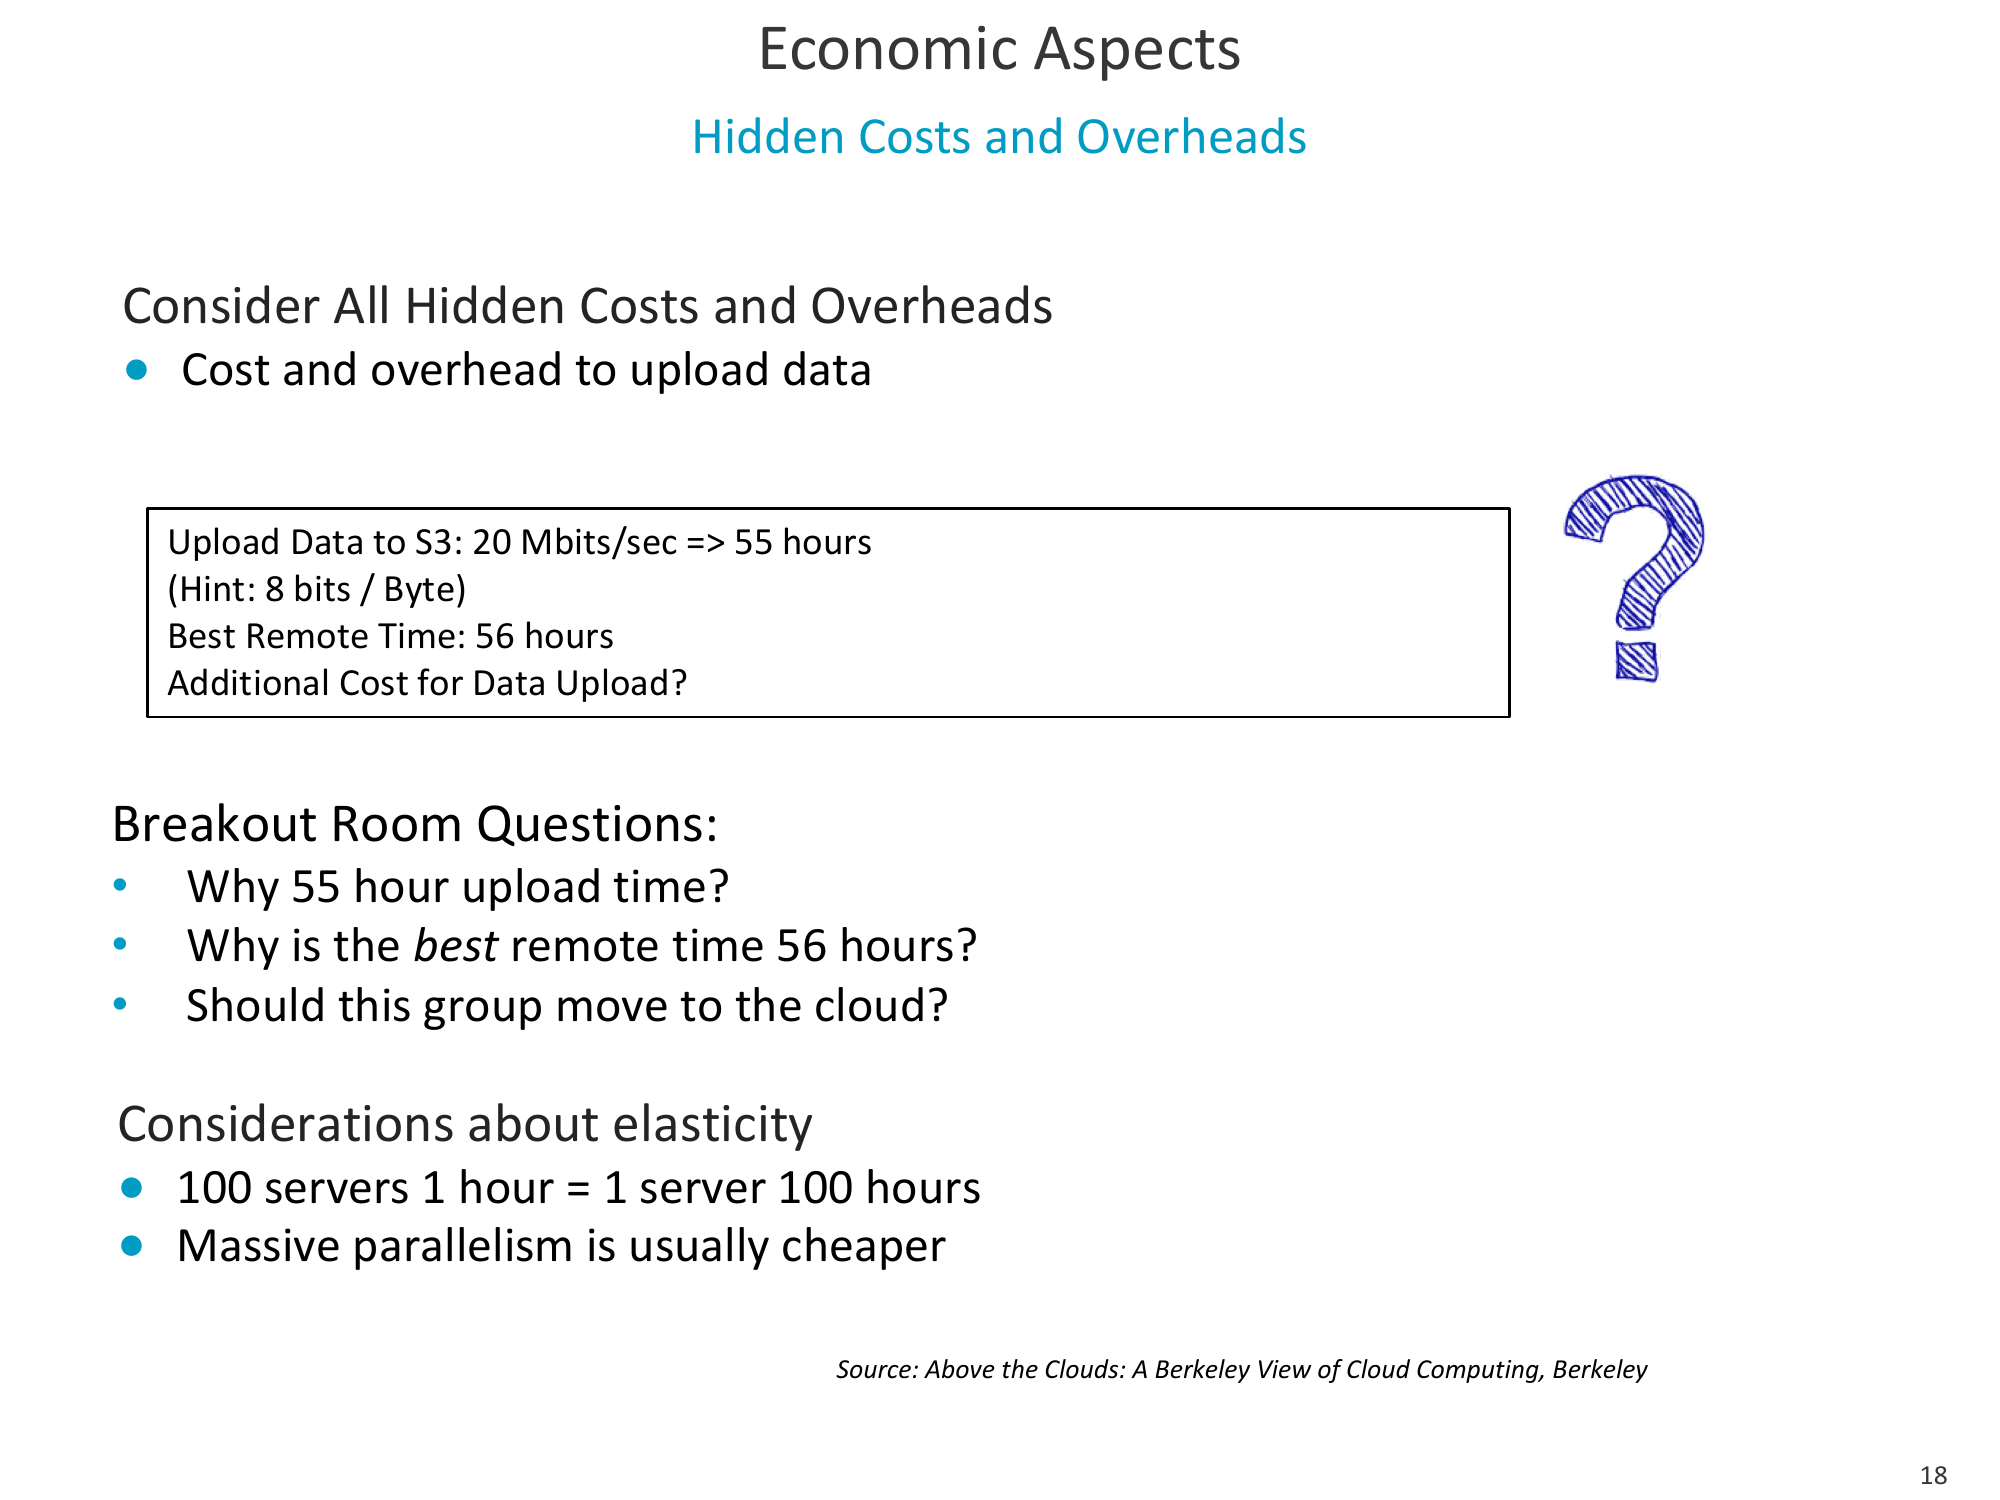 Economic Aspects
Hidden Costs and Overheads
Consider All Hidden Costs and Overheads
● Cost and overhead to upload data
Upload Data to S3: 20 Mbits/sec => 55 hours
(Hint: 8 bits / Byte)
Best Remote Time: 56 hours
Additional Cost for Data Upload?
Breakout Room Questions:
• Why 55 hour upload time?
• Why is the best remote time 56 hours?
• Should this group move to the cloud?
Considerations about elasticity
● 100 servers 1 hour = 1 server 100 hours
● Massive parallelism is usually cheaper
Source: Above the Clouds: A Berkeley View of Cloud Computing, Berkeley
18